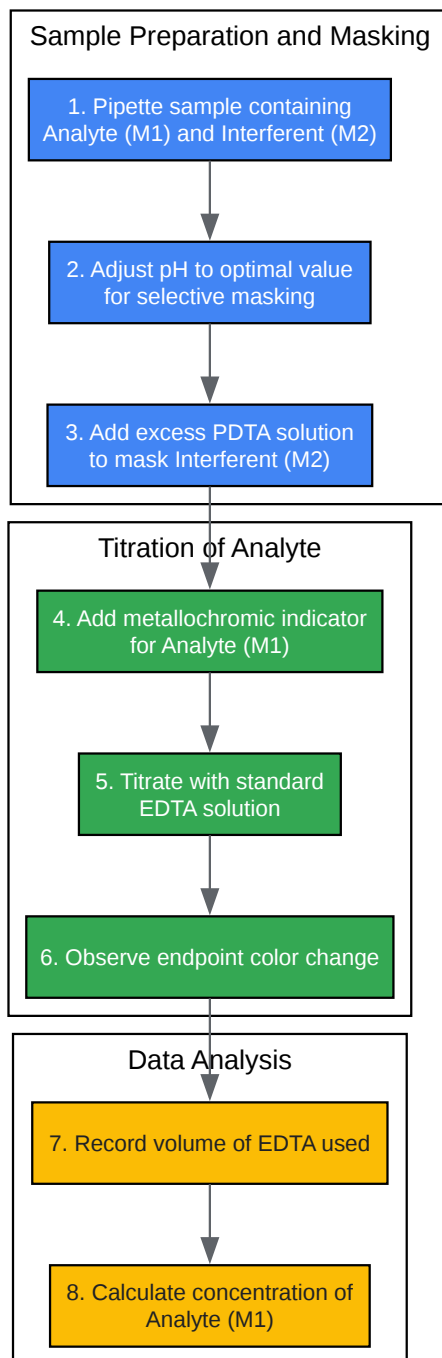 Sample Preparation and Masking
1. Pipette sample containing
Analyte (M1) and Interferent (M2)
2. Adjust pH to optimal value
for selective masking
3. Add excess PDTA solution
to mask Interferent (M2)
Titration of Analyte
4. Add metallochromic indicator
for Analyte (M1)
5. Titrate with standard
EDTA solution
6. Observe endpoint color change
Data Analysis
7. Record volume of EDTA used
8. Calculate concentration of
Analyte (M1)